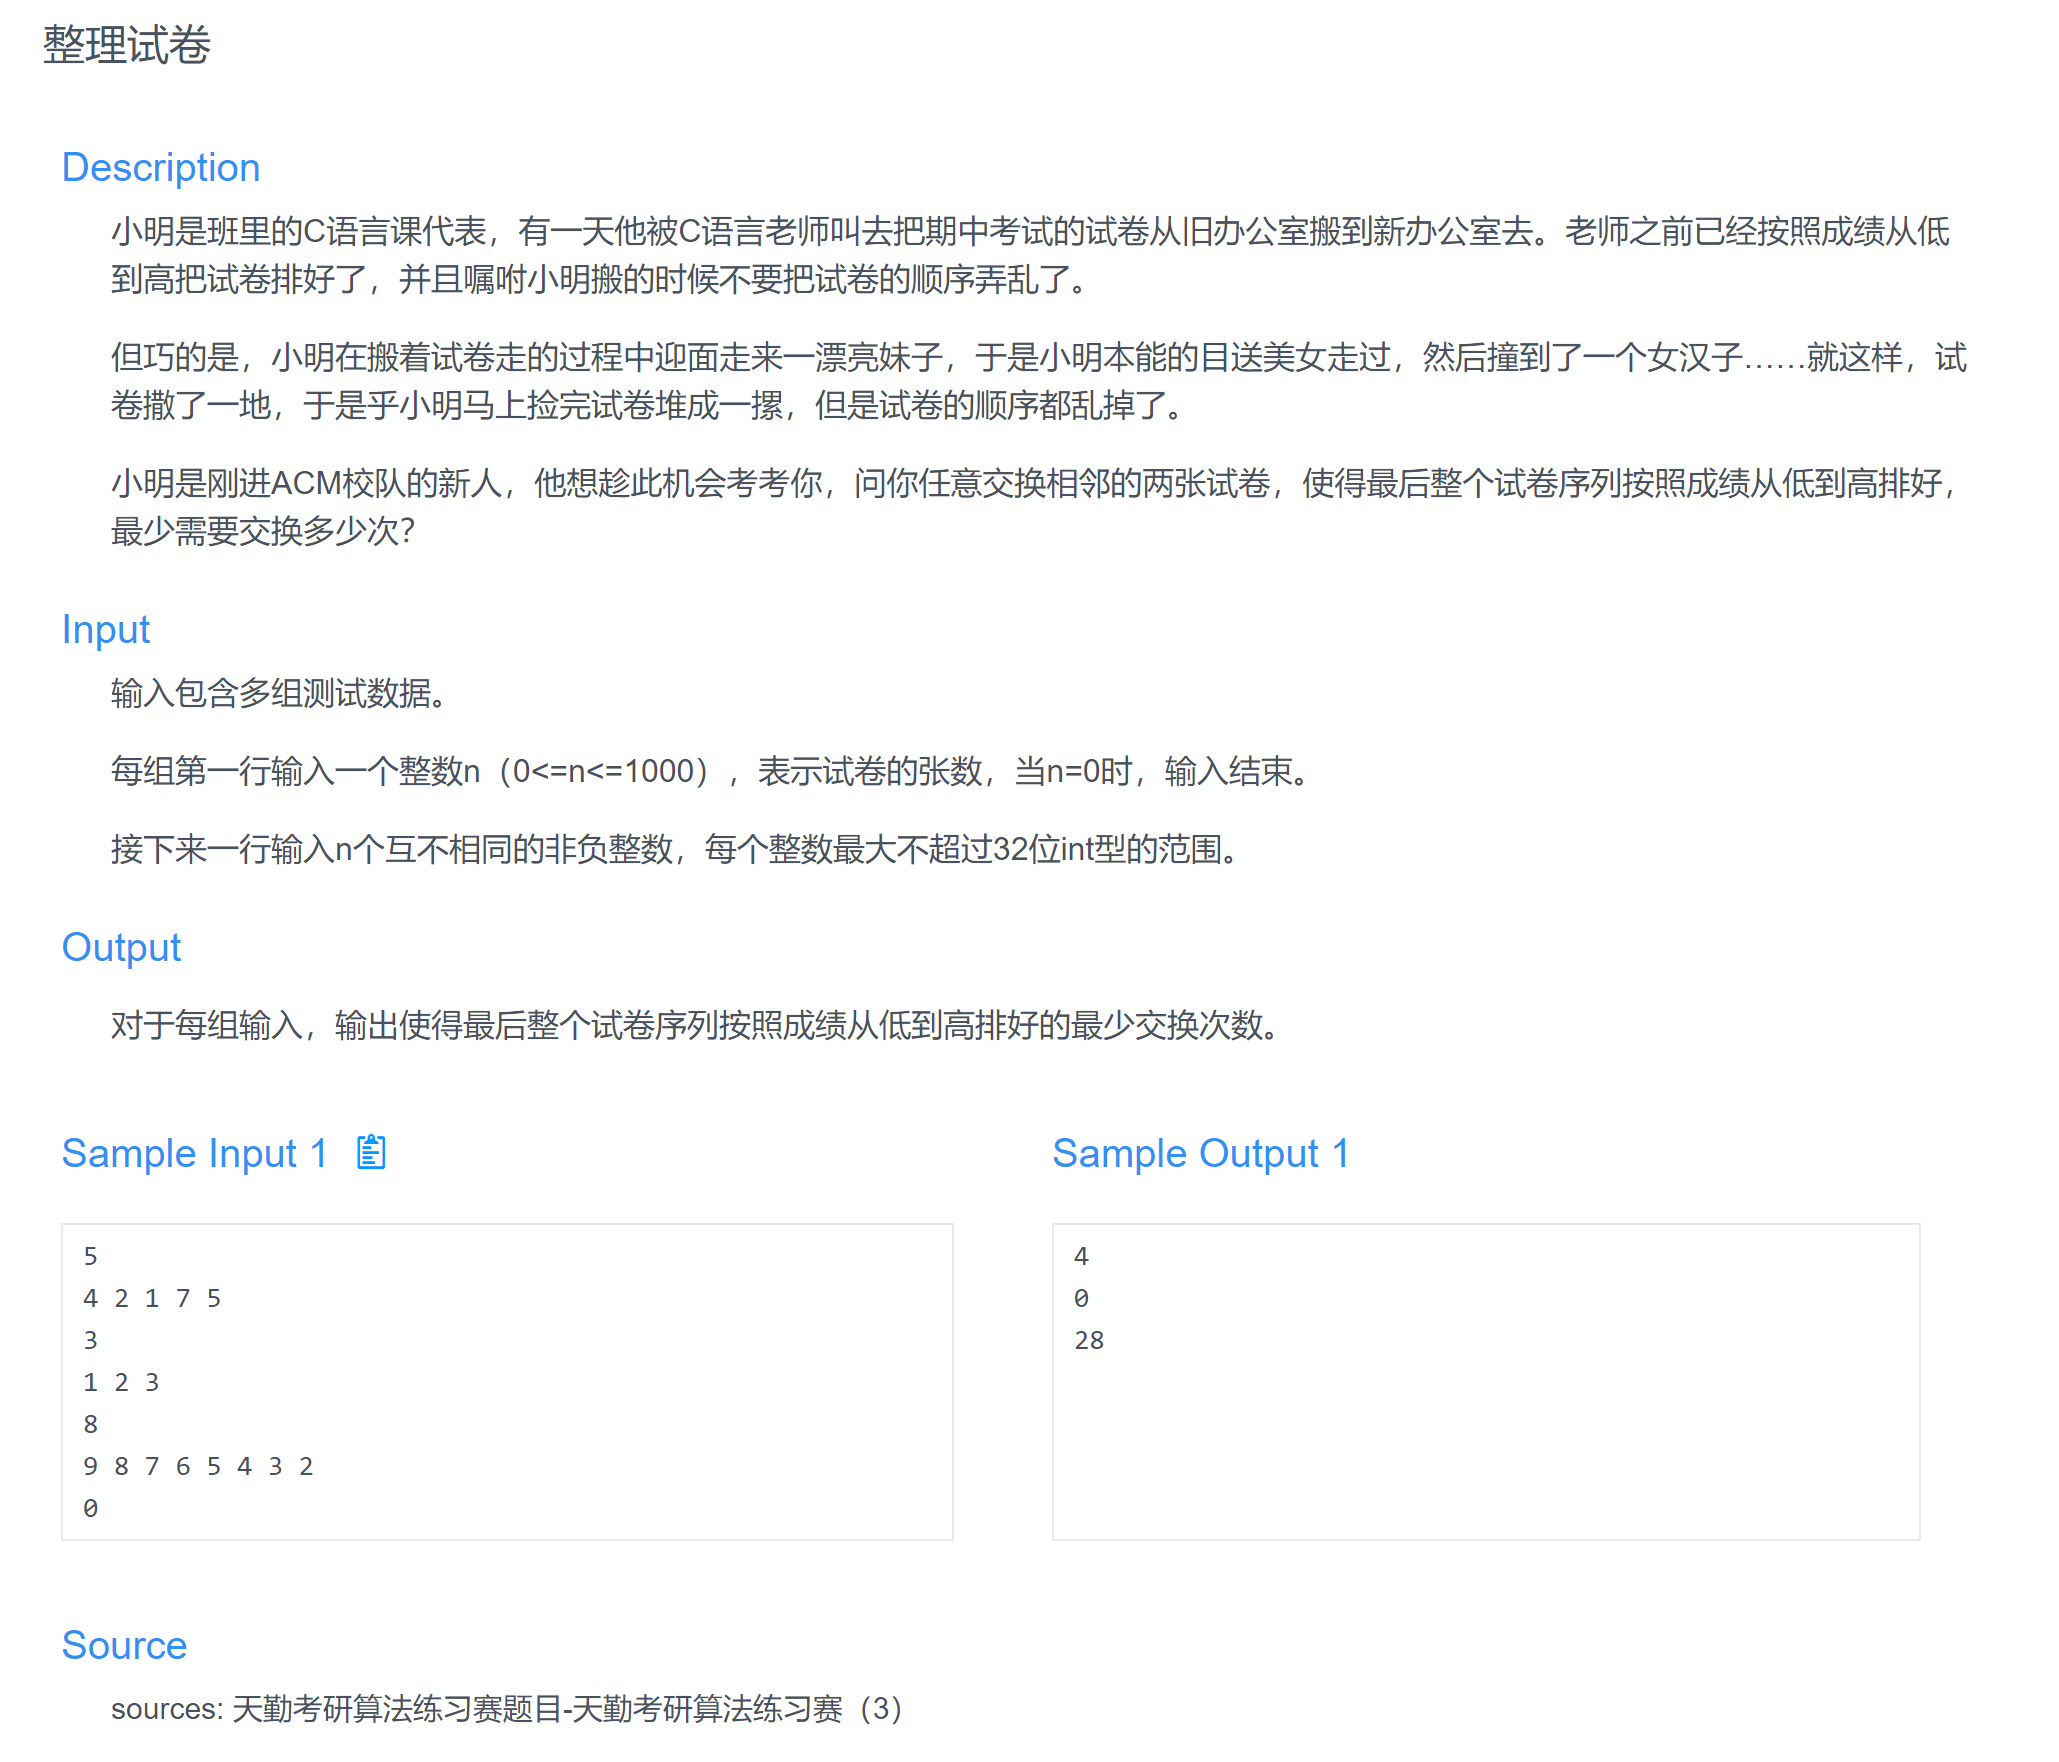 整理试卷
Description
小明是班里的C语言课代表，有一天他被C语言老师叫去把期中考试的试卷从旧办公室搬到新办公室去。老师之前已经按照成绩从低
到高把试卷排好了，并且嘱咐小明搬的时候不要把试卷的顺序弄乱了。
但巧的是，小明在搬着试卷走的过程中迎面走来一漂亮妹子，于是小明本能的目送美女走过，然后撞到了一个女汉子……就这样，试
卷撒了一地，于是乎小明马上捡完试卷堆成一摞，但是试卷的顺序都乱掉了。
小明是刚进ACM校队的新人，他想趁此机会考考你，问你任意交换相邻的两张试卷，使得最后整个试卷序列按照成绩从低到高排好，
最少需要交换多少次？
Input
输入包含多组测试数据。
每组第一行输入一个整数n（0<=n<=1000），表示试卷的张数，当n=0时，输入结束。
接下来一行输入n个互不相同的非负整数，每个整数最大不超过32位int型的范围。
Output
对于每组输入，输出使得最后整个试卷序列按照成绩从低到高排好的最少交换次数。
Sample Input 1
5
4 2 1 7 5
3
1 2 3
8
9 8 7 6 5 4 3 2
0
Sample Output 1
4
0
28
Source
sources: 天勤考研算法练习赛题目-天勤考研算法练习赛（3）